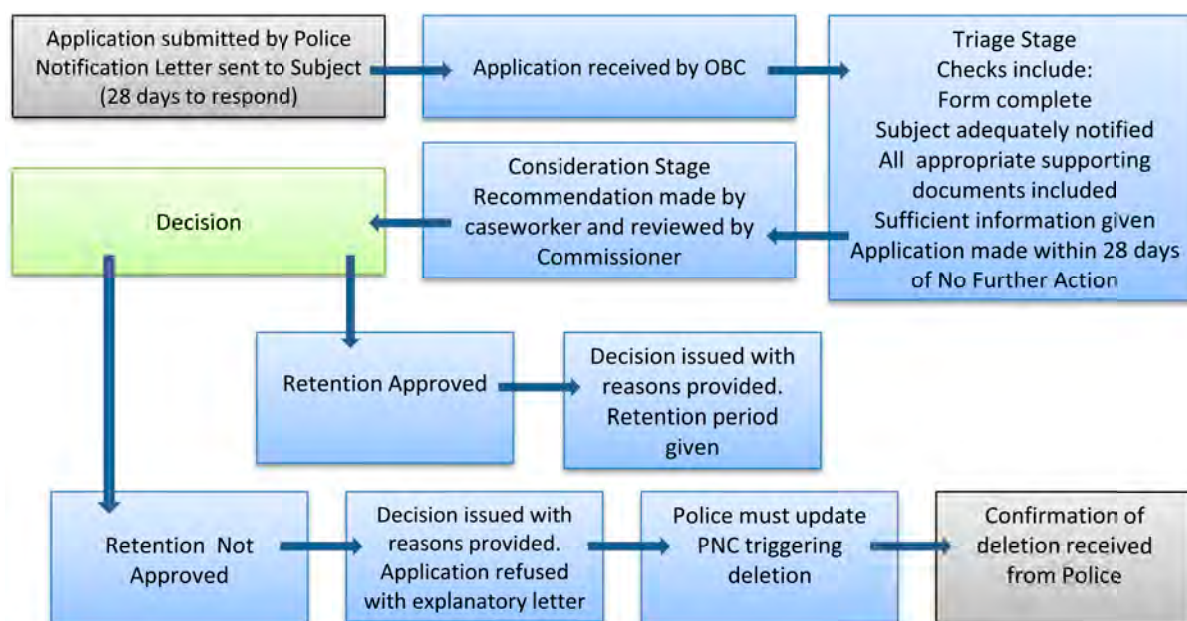 Application submitted by Police
Notification Letter sent to Subject
(28 days to respond)
Application received by OBC
Triage Stage
Checks include:
Form complete
Subject adequately notified
All appropriate supporting
documents included
Sufficient information given
Application made within 28 days
of No Further Action
Consideration Stage
Recommendation made by
caseworker and reviewed by
Commissioner
Decision
Retention Approved
Decision issued with
reasons provided.
Retention period
given
Retention Not
Approved
Decision issued with
reasons provided.
Application refused
with explanatory letter
Police must update
PNC triggering
deletion
Confirmation of
deletion received
from Police